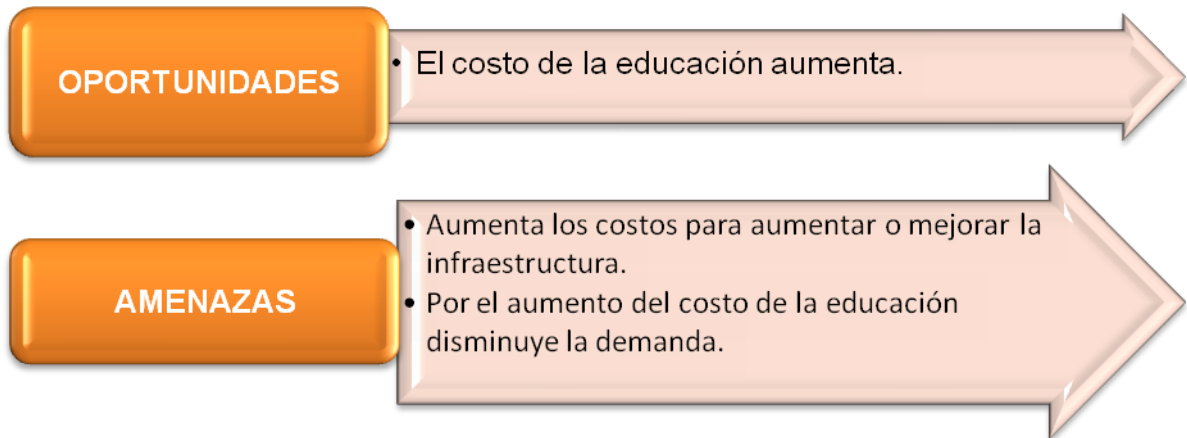 OPORTUNIDADES
• El costo de la educación aumenta.
AMENAZAS
• Aumenta los costos para aumentar o mejorar la
infraestructura.
• Por el aumento del costo de la educación
disminuye la demanda.